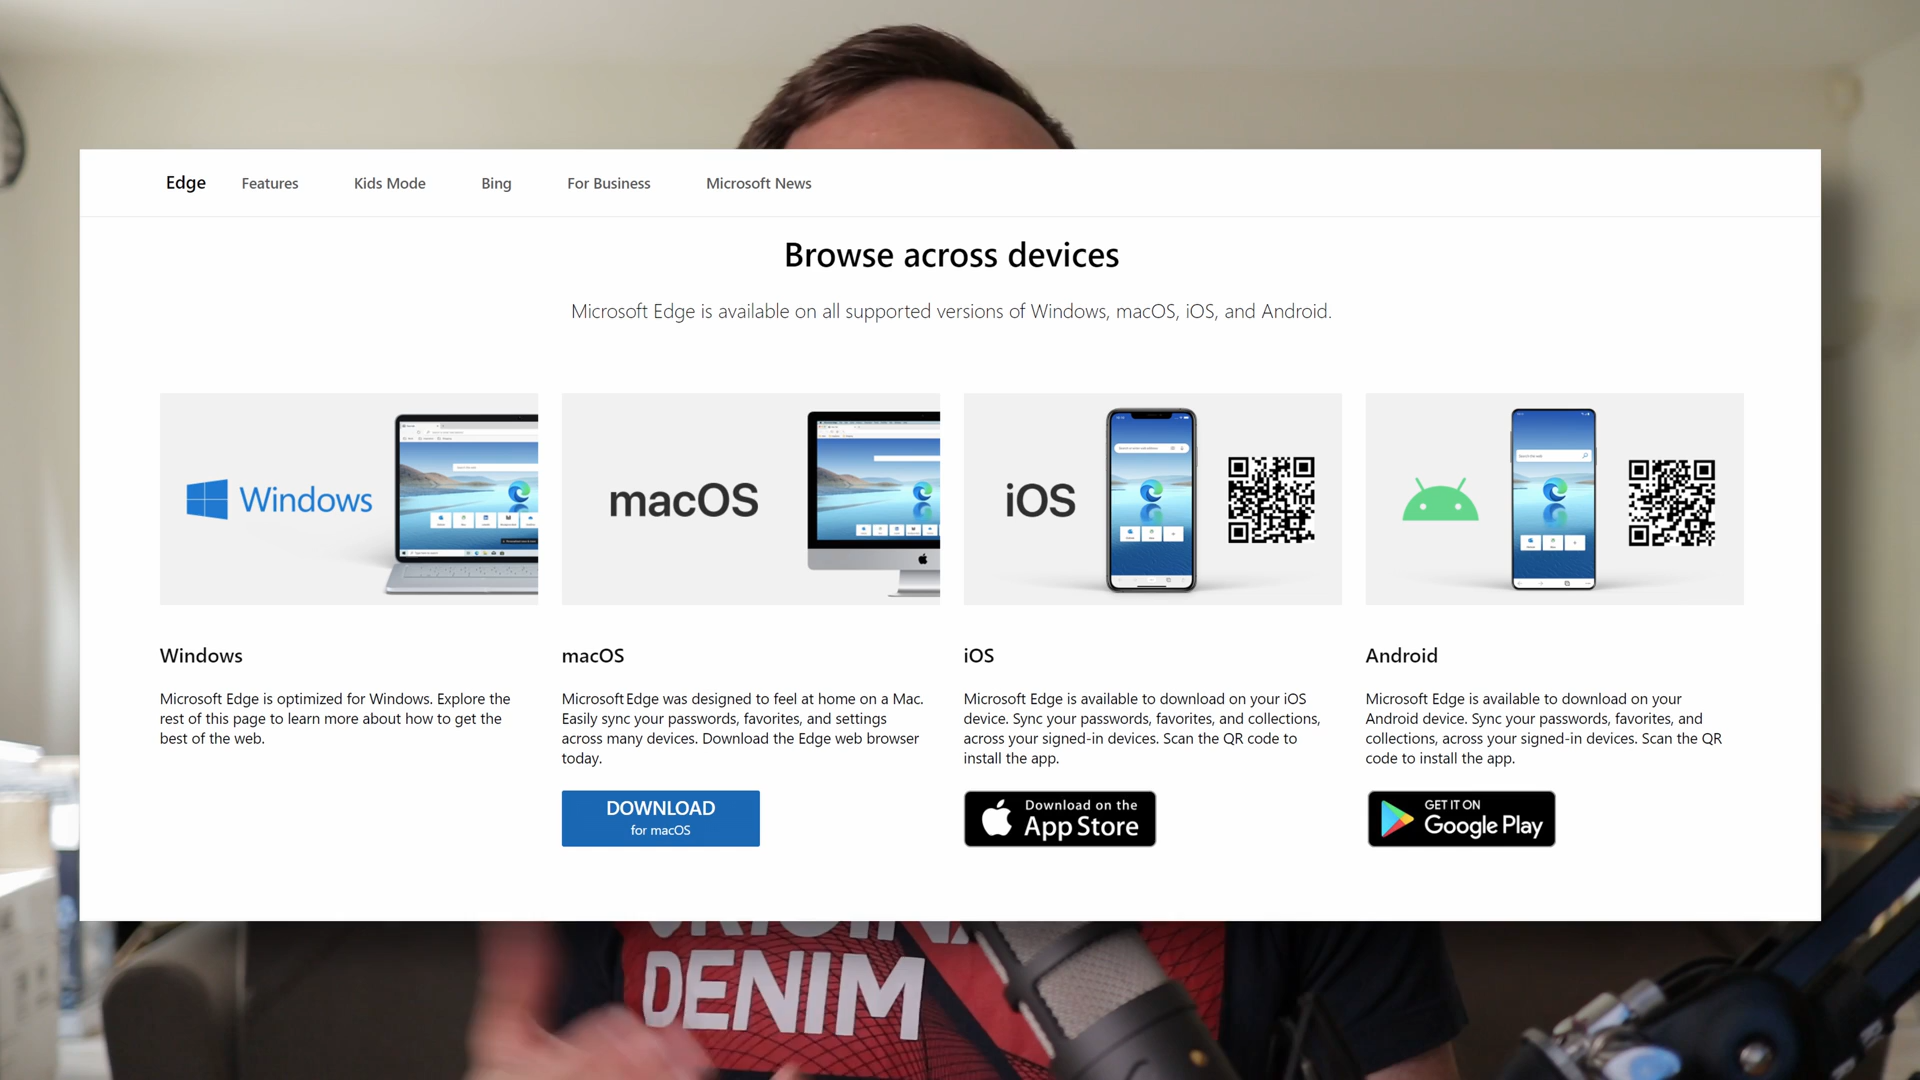 Edge Features Kids Mode Bing For Business Microsoft News
Browse across devices
Microsoft Edge is available on all supported versions of Windows, macOS, iOS, and Android.
Windows
macOS
iOS
Windows
Microsoft Edge is optimized for Windows. Explore the
rest of this page to learn more about how to get the
best of the web.
macOS
Microsoft Edge was designed to feel at home on a Mac.
Easily sync your passwords, favorites, and settings
across many devices. Download the Edge web browser
today.
DOWNLOAD
for macOS
iOS
Microsoft Edge is available to download on your iOS
device. Sync your passwords, favorites, and collections,
across your signed-in devices. Scan the QR code to
install the app.
Download on the
App Store
Android
Microsoft Edge is available to download on your
Android device. Sync your passwords, favorites, and
collections, across your signed-in devices. Scan the QR
code to install the app.
GET IT ON
Google Play
DENIM